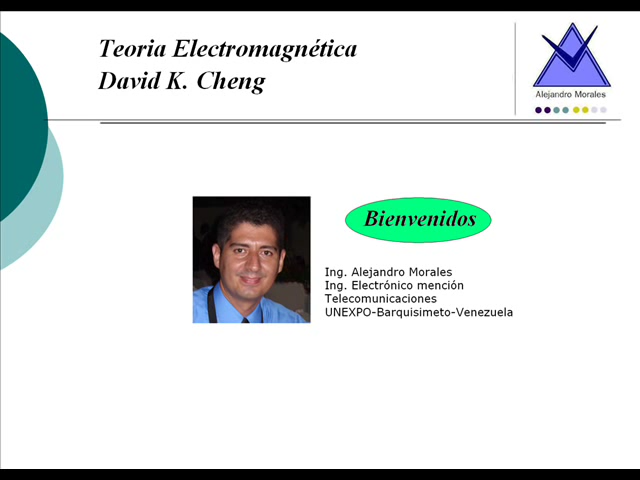 Teoria Electromagnética
David K. Cheng
Alejandro Morales
Bienvenidos
Ing. Alejandro Morales
Ing. Electrónico mención
Telecomunicaciones
UNEXPO-Barquisimeto-Venezuela